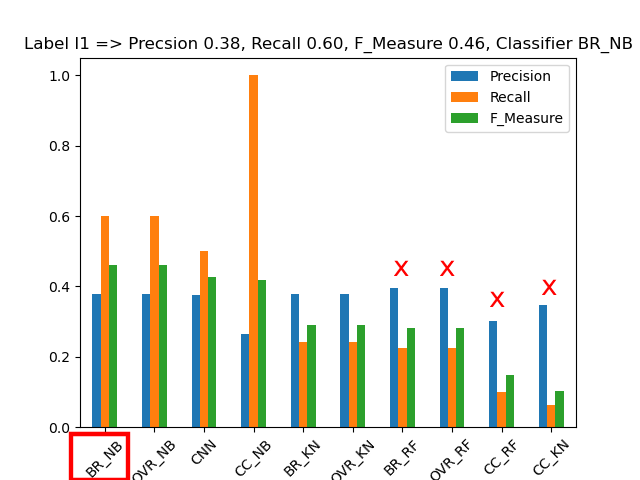 Label l1 => Precsion 0.38, Recall 0.60, F_Measure 0.46, Classifier BR_NB
1.0
0.8
0.6
0.4
0.2
0.0
Precision
Recall
F_Measure
x x x x
BR_NB OVR_NB CNN CC_NB BR_KN OVR_KN BR_RF OVR_RF CC_RF CC_KN